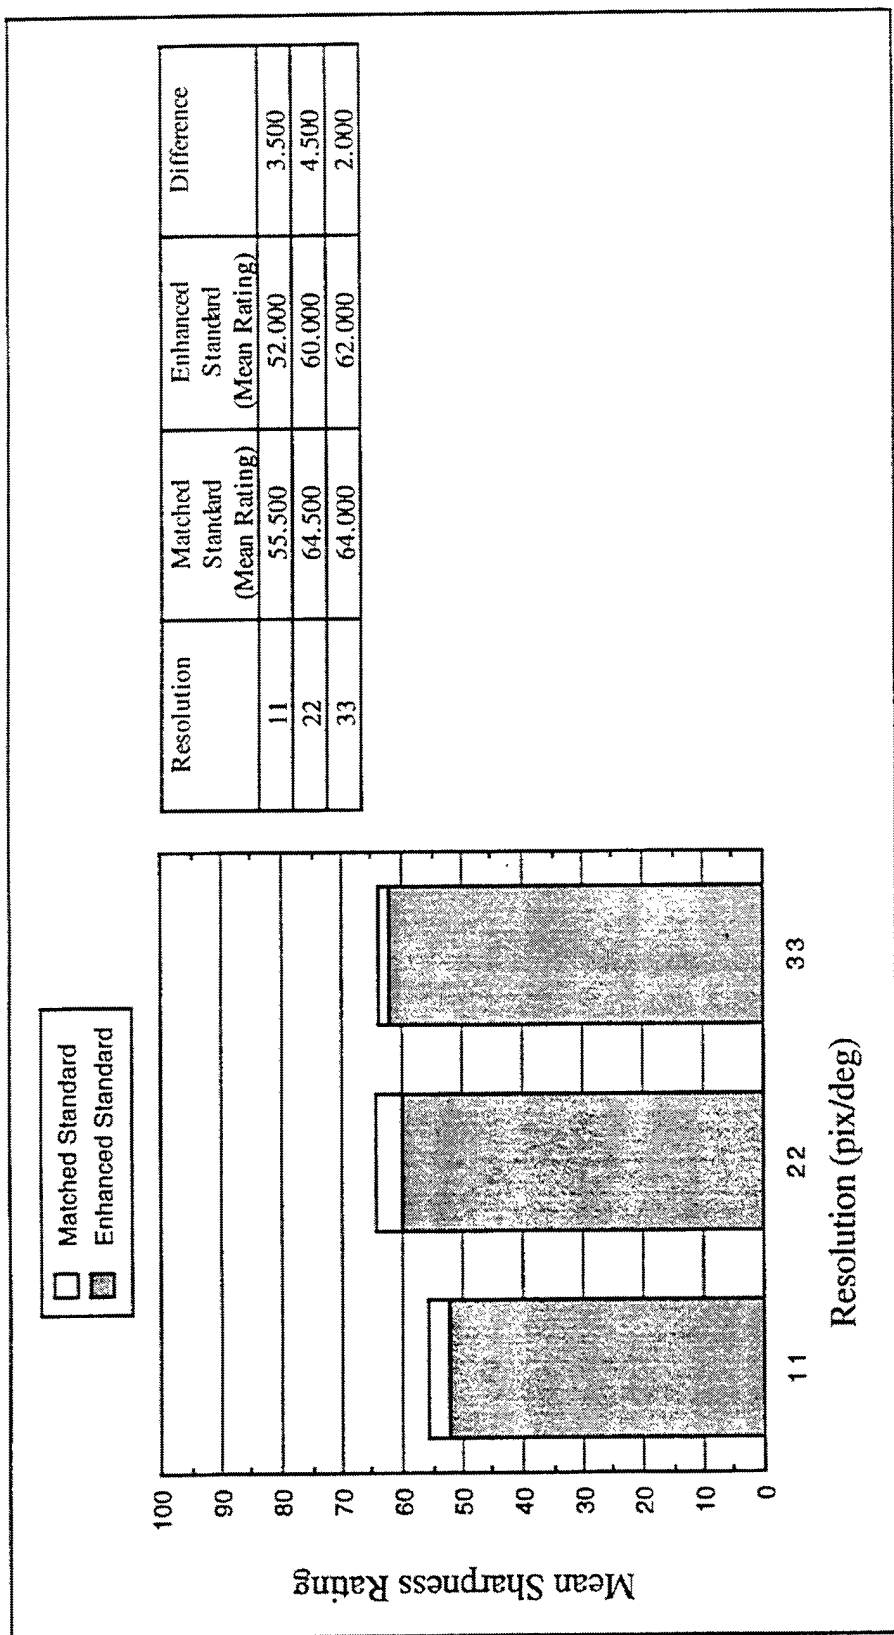 Matched Standard
Enhanced Standard
Mean Sharpness Rating
100
90
80
70
60
50
40
30
20
10
0
11 22 33
Resolution (pix/deg)
Resolution Matched Standard (Mean Rating) Enhanced Standard (Mean Rating) Difference
11 55.500 52.000 3.500
22 64.500 60.000 4.500
33 64.000 62.000 2.000